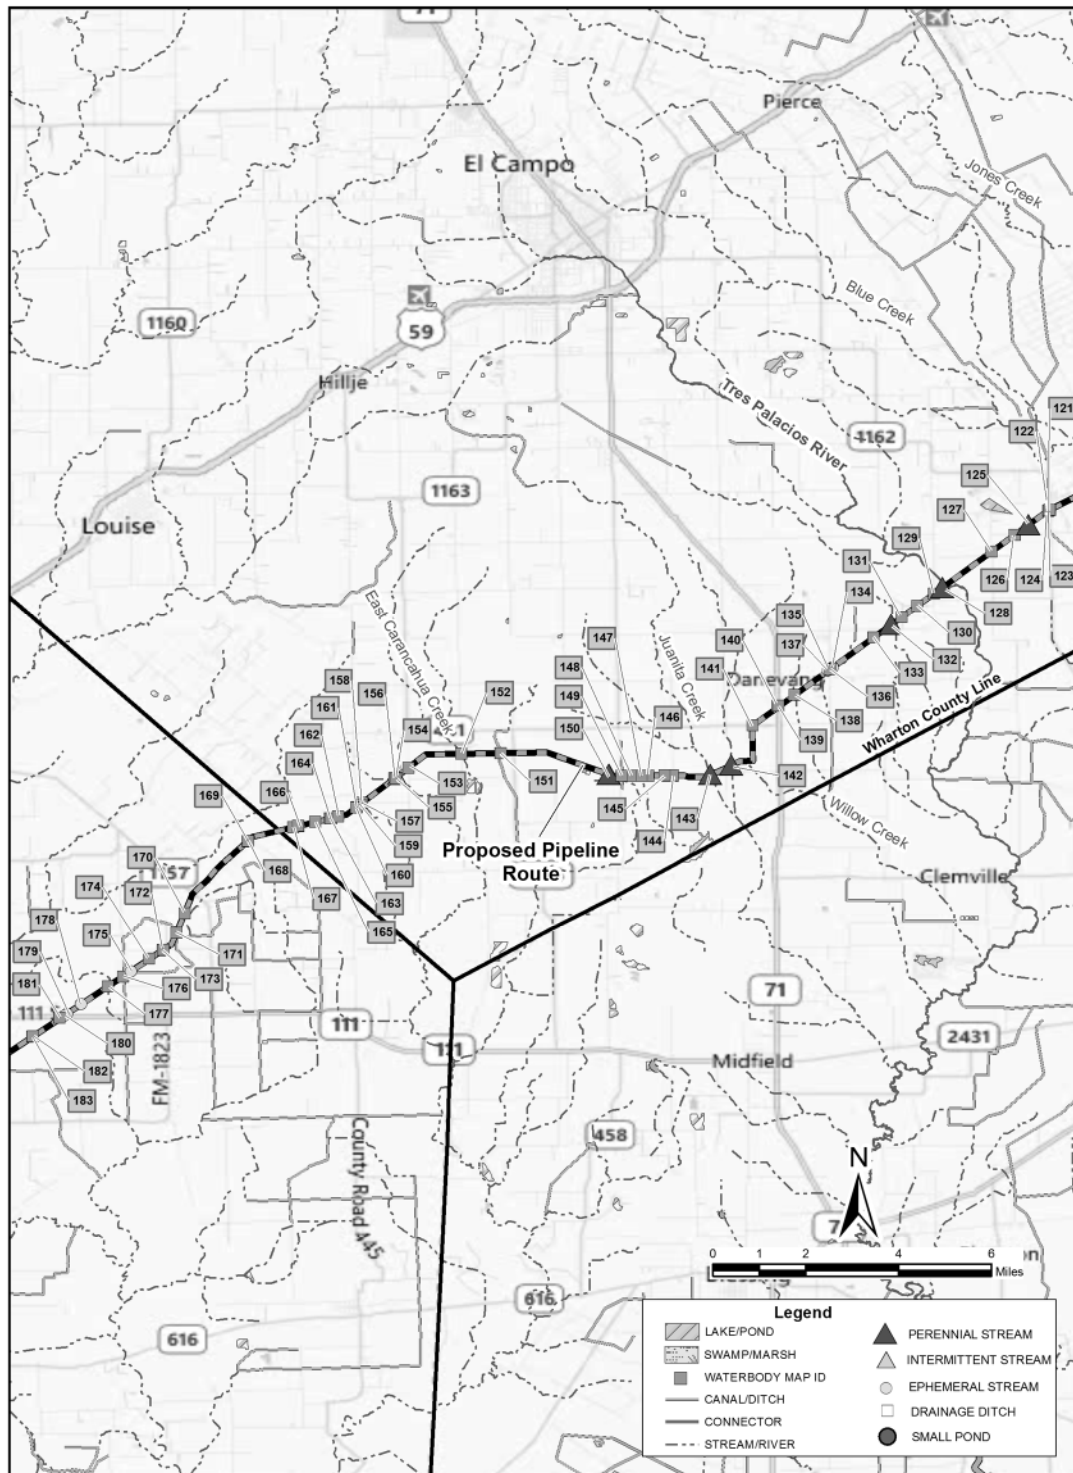 71
Pierce
El Campo
Jones Creek
Blue Creek
1160
59
Hillje
Tres Palacios River
121
122
1162
125
1163
127
Louise
129
131
126
124
123
134
128
135
130
East Carancahua Creek
147
Juanita Creek
140
137
132
148
141
Danevang
133
158
156
152
149
136
161
154
146
138
Wharton County Line
162
150
139
164
153
151
142
169
166
155
145
157
143
Willow Creek
159
144
170
Proposed Pipeline
Route
168
160
Clemville
174
172
167
163
178
165
175
171
179
173
176
181
71
111
177
111
111
2431
180
FM-1823
Midfield
182
183
458
County Road 445
N
0 1 2 4 6
Miles
616
616
Legend
LAKE/POND
PERENNIAL STREAM
SWAMP/MARSH
INTERMITTENT STREAM
WATERBODY MAP ID
EPHEMERAL STREAM
CANAL/DITCH
DRAINAGE DITCH
CONNECTOR
SMALL POND
STREAM/RIVER